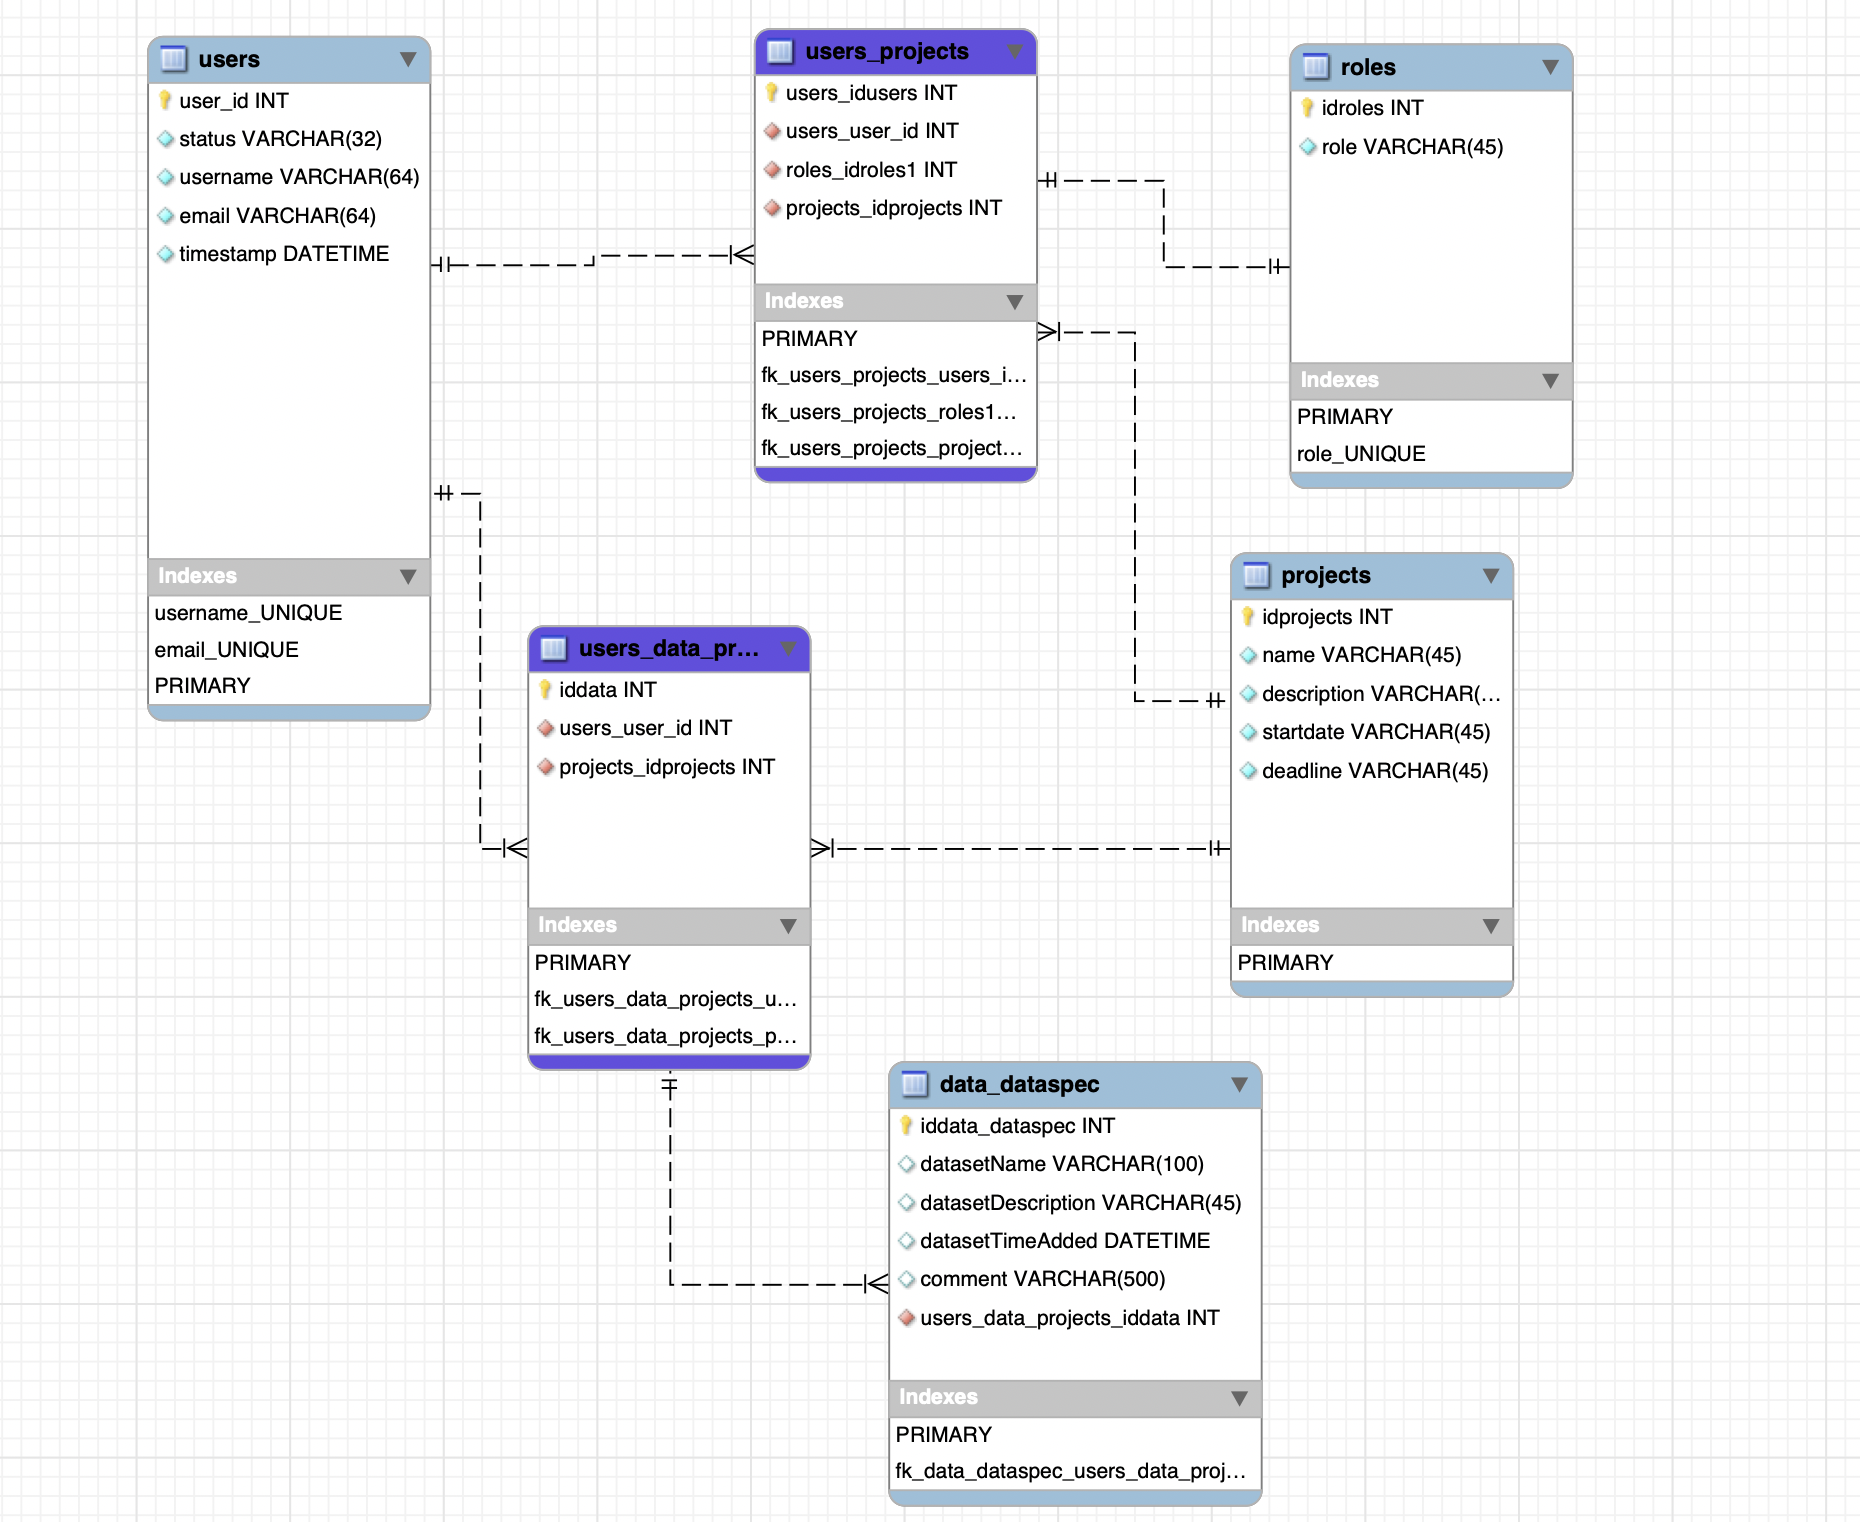 users
user_id INT
status VARCHAR(32)
username VARCHAR(64)
email VARCHAR(64)
timestamp DATETIME
Indexes
username_UNIQUE
email_UNIQUE
PRIMARY
users_projects
users_idusers INT
users_user_id INT
roles_idroles1 INT
projects_idprojects INT
Indexes
PRIMARY
fk_users_projects_users_i...
fk_users_projects_roles1...
fk_users_projects_project...
roles
idroles INT
role VARCHAR(45)
Indexes
PRIMARY
role_UNIQUE
users_data_pr...
iddata INT
users_user_id INT
projects_idprojects INT
Indexes
PRIMARY
fk_users_data_projects_u...
fk_users_data_projects_p...
projects
idprojects INT
name VARCHAR(45)
description VARCHAR(...
startdate VARCHAR(45)
deadline VARCHAR(45)
Indexes
PRIMARY
data_dataspec
iddata_dataspec INT
datasetName VARCHAR(100)
datasetDescription VARCHAR(45)
datasetTimeAdded DATETIME
comment VARCHAR(500)
users_data_projects_iddata INT
Indexes
PRIMARY
fk_data_dataspec_users_data_proj...